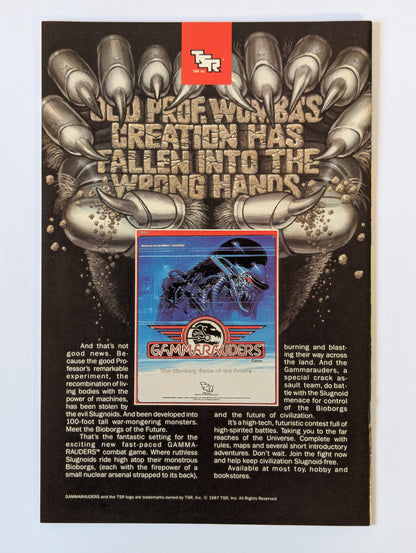 TSR
TSR, Inc.
OLD PROF. WOMBA'S
CREATION HAS
FALLEN INTO THE
WRONG HANDS.
GAMMARAUDERS
Game
The Bio-borg Game of the Future
TSR
And that's not
good news. Be-
cause the good Pro-
fessor's remarkable
experiment, the
recombination of liv-
ing bodies with the
power of machines,
has been stolen by
the evil Slugnoids. And been developed into
100-foot tall war-mongering monsters.
Meet the Bioborgs of the Future.
That's the fantastic setting for the
exciting new fast-paced GAMMA-
RAUDERS™ combat game. Where ruthless
Slugnoids ride high atop their monstrous
Bioborgs, (each with the firepower of a
small nuclear arsenal strapped to its back),
burning and blast-
ing their way across
the land. And the
Gammarauders, a
special crack as-
sault team, do bat-
tle with the Slugnoid
menace for control
of the Bioborgs
and the future of civilization.
It's a high-tech, futuristic contest full of
high-spirited battles. Taking you to the far
reaches of the Universe. Complete with
rules, maps and several short introductory
adventures. Don't wait. Join the fight now
and help keep civilization Slugnoid-free.
Available at most toy, hobby and
bookstores.
GAMMARAUDERS and the TSR logo are trademarks owned by TSR, Inc. © 1987 TSR, Inc. All Rights Reserved.